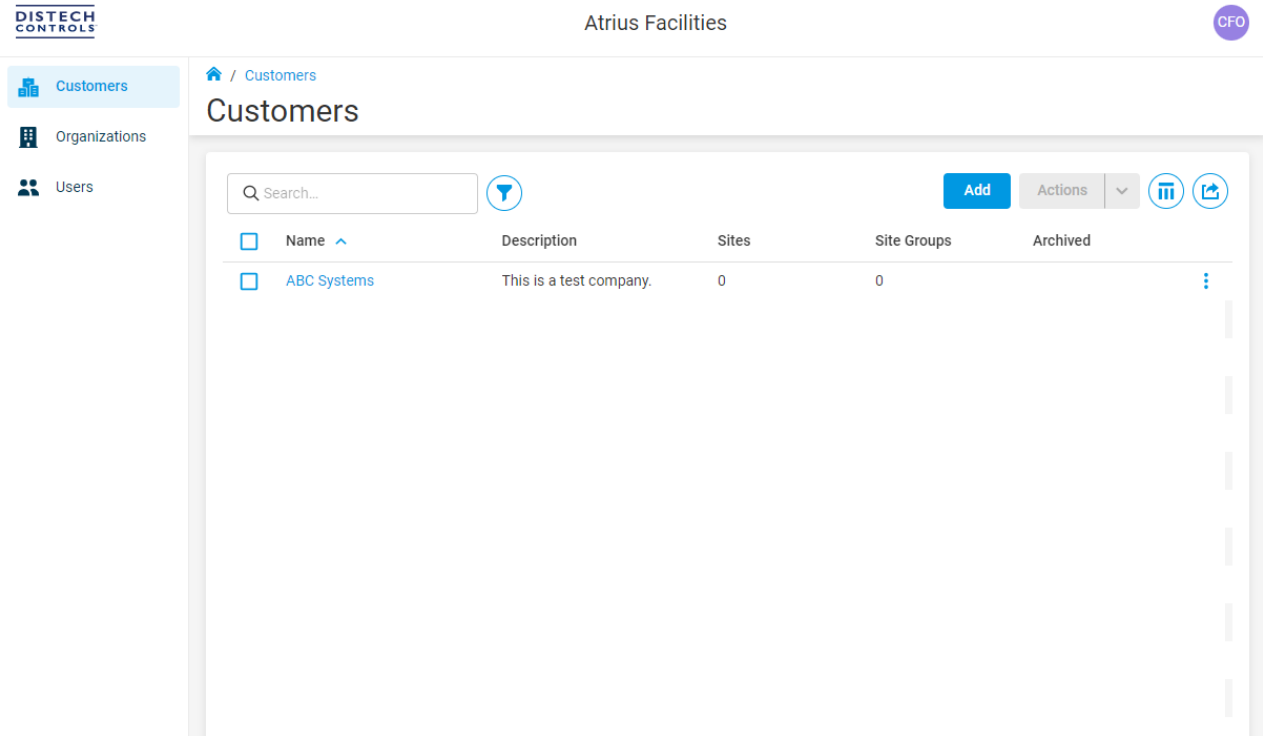 DISTECH
CONTROLS
Atrius Facilities
CFO
Customers
Organizations
Users
/ Customers
Customers
Search...
Add
Actions
Name Description Sites Site Groups Archived
ABC Systems This is a test company. 0 0